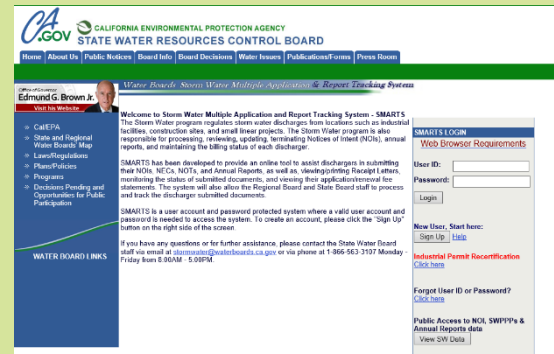 CA
.GOV
CALIFORNIA ENVIRONMENTAL PROTECTION AGENCY
STATE WATER RESOURCES CONTROL BOARD
Home About Us Public Notices Board Info Board Decisions Water Issues Publications/Forms Press Room
Water Boards Storm Water Multiple Application & Report Tracking System
Office of Governor
Edmund G. Brown Jr.
Visit his Website
» Cal/EPA
» State and Regional
Water Boards' Map
» Laws/Regulations
» Plans/Policies
» Programs
» Decisions Pending and
Opportunities for Public
Participation
WATER BOARD LINKS
Welcome to Storm Water Multiple Application and Report Tracking System - SMARTS
The Storm Water program regulates storm water discharges from locations such as industrial
facilities, construction sites, and small linear projects. The Storm Water program is also
responsible for processing, reviewing, updating, terminating Notices of Intent (NOIs), annual
reports, and maintaining the billing status of each discharger.
SMARTS has been developed to provide an online tool to assist dischargers in submitting
their NOIs, NECs, NOTs, and Annual Reports, as well as, viewing/printing Receipt Letters,
monitoring the status of submitted documents, and viewing their application/renewal fee
statements. The system will also allow the Regional Board and State Board staff to process
and track the discharger submitted documents.
SMARTS is a user account and password protected system where a valid user account and
password is needed to access the system. To create an account, please click the "Sign Up"
button on the right side of the screen.
If you have any questions or for further assistance, please contact the State Water Board
staff via email at stormwater@waterboards.ca.gov or via phone at 1-866-563-3107 Monday -
Friday from 8:00AM - 5:00PM.
SMARTS LOGIN
Web Browser Requirements
User ID:
Password:
Login
New User, Start here:
Sign Up Help
Industrial Permit Recertification
Click here
Forgot User ID or Password?
Click here
Public Access to NOI, SWPPPs &
Annual Reports data
View SW Data